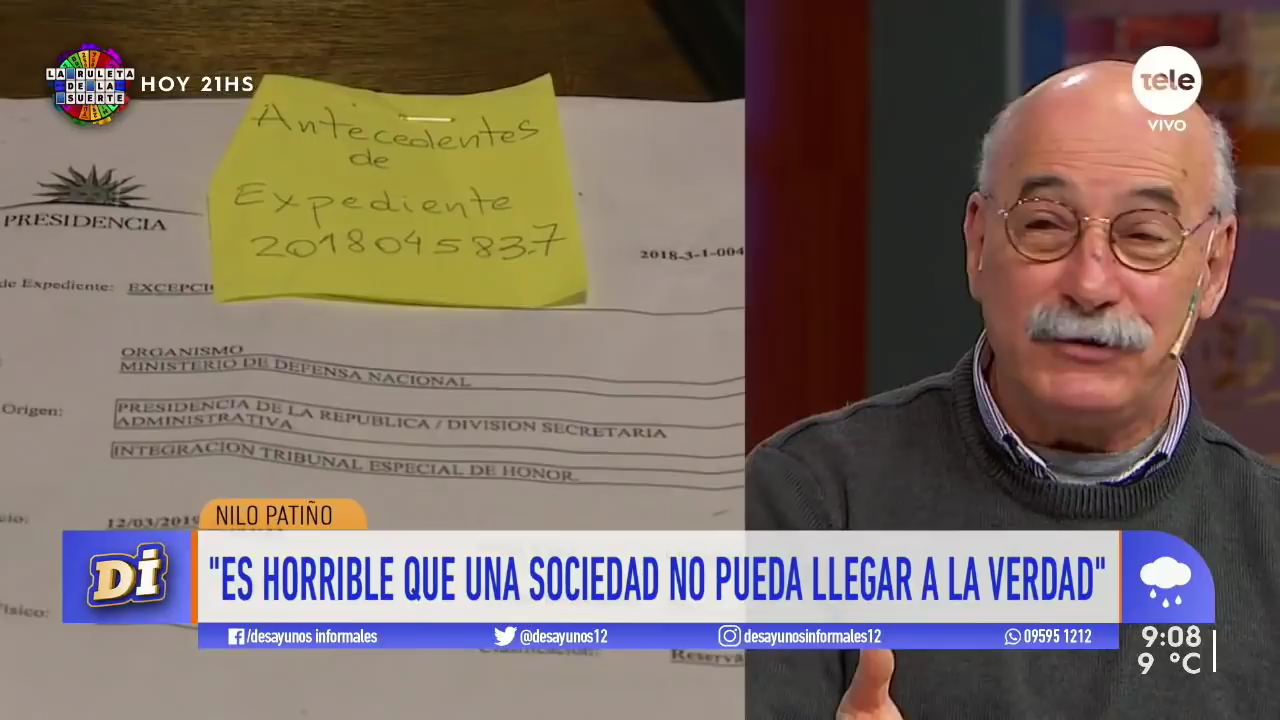 LA RULETA
DE LA
SUERTE
HOY 21HS
tele
VIVO
Antecedentes
de
Expediente
2018045837
PRESIDENCIA
2018-3-1-004
de Expediente:
ORGANISMO
MINISTERIO DE DEFENSA NACIONAL
Origen:
PRESIDENCIA DE LA REPUBLICA / DIVISION SECRETARIA
ADMINISTRATIVA
INTEGRACION TRIBUNAL ESPECIAL DE HONOR.
12/03/2019
NILO PATIÑO
Di
"ES HORRIBLE QUE UNA SOCIEDAD NO PUEDA LLEGAR A LA VERDAD"
/desayunos informales
@desayunos12
desayunosinformales12
09595 1212
9:08
9 °C